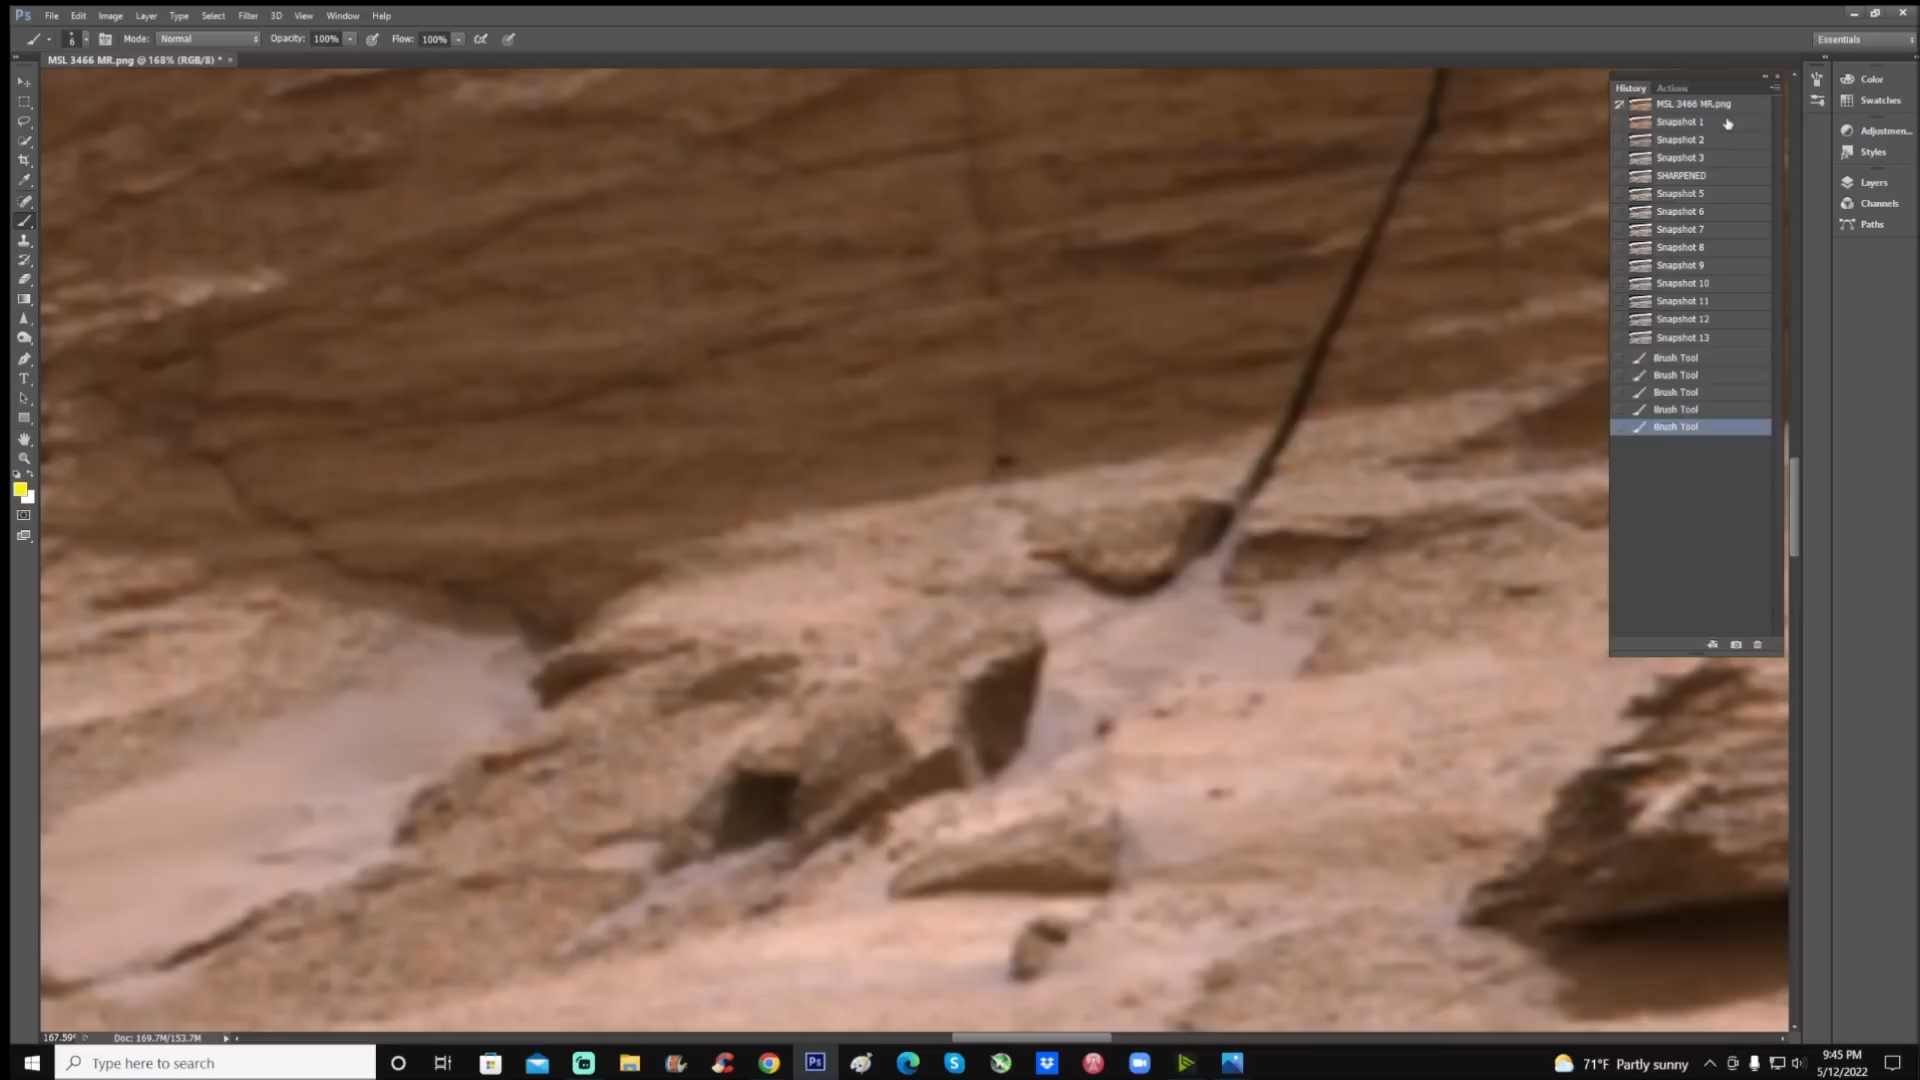 Ps File Edit Image Layer Type Select Filter 3D View Window Help
6 Mode: Normal Opacity: 100% Flow: 100% Essentials
MSL 3466 MR.png @ 168% (RGB/8) * ×
History Actions
MSL 3466 MR.png
Snapshot 1
Snapshot 2
Snapshot 3
SHARPENED
Snapshot 5
Snapshot 6
Snapshot 7
Snapshot 8
Snapshot 9
Snapshot 10
Snapshot 11
Snapshot 12
Snapshot 13
Brush Tool
Brush Tool
Brush Tool
Brush Tool
Brush Tool
Color
Swatches
Adjustmen...
Styles
Layers
Channels
Paths
167.59% Doc: 169.7M/153.7M
Type here to search
Ps
71°F Partly sunny
9:45 PM
5/12/2022